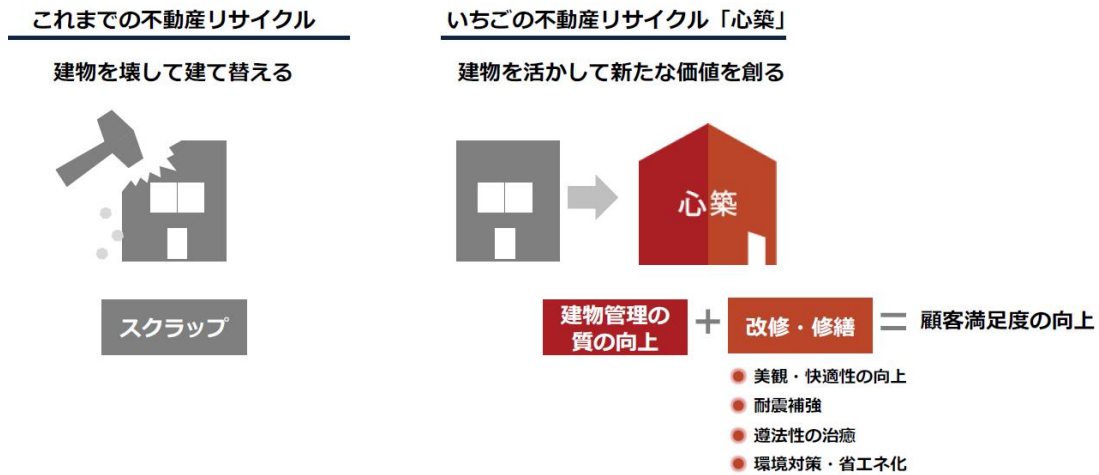 これまでの不動産リサイクル
建物を壊して建て替える
スクラップ
いちごの不動産リサイクル「心築」
建物を活かして新たな価値を創る
心築
建物管理の
質の向上
+
改修・修繕
=
顧客満足度の向上
美観・快適性の向上
耐震補強
遵法性の治癒
環境対策・省エネ化